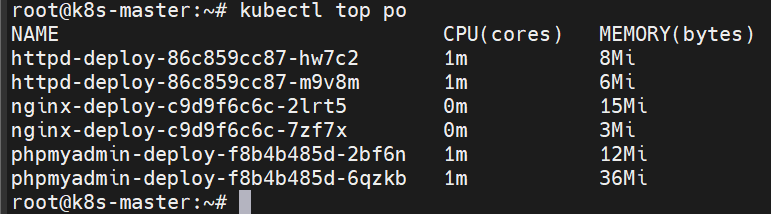 root@k8s-master:~# kubectl top po
NAME CPU(cores) MEMORY(bytes)
httpd-deploy-86c859cc87-hw7c2 1m 8Mi
httpd-deploy-86c859cc87-m9v8m 1m 6Mi
nginx-deploy-c9d9f6c6c-2lrt5 0m 15Mi
nginx-deploy-c9d9f6c6c-7zf7x 0m 3Mi
phpmyadmin-deploy-f8b4b485d-2bf6n 1m 12Mi
phpmyadmin-deploy-f8b4b485d-6qzkb 1m 36Mi
root@k8s-master:~#